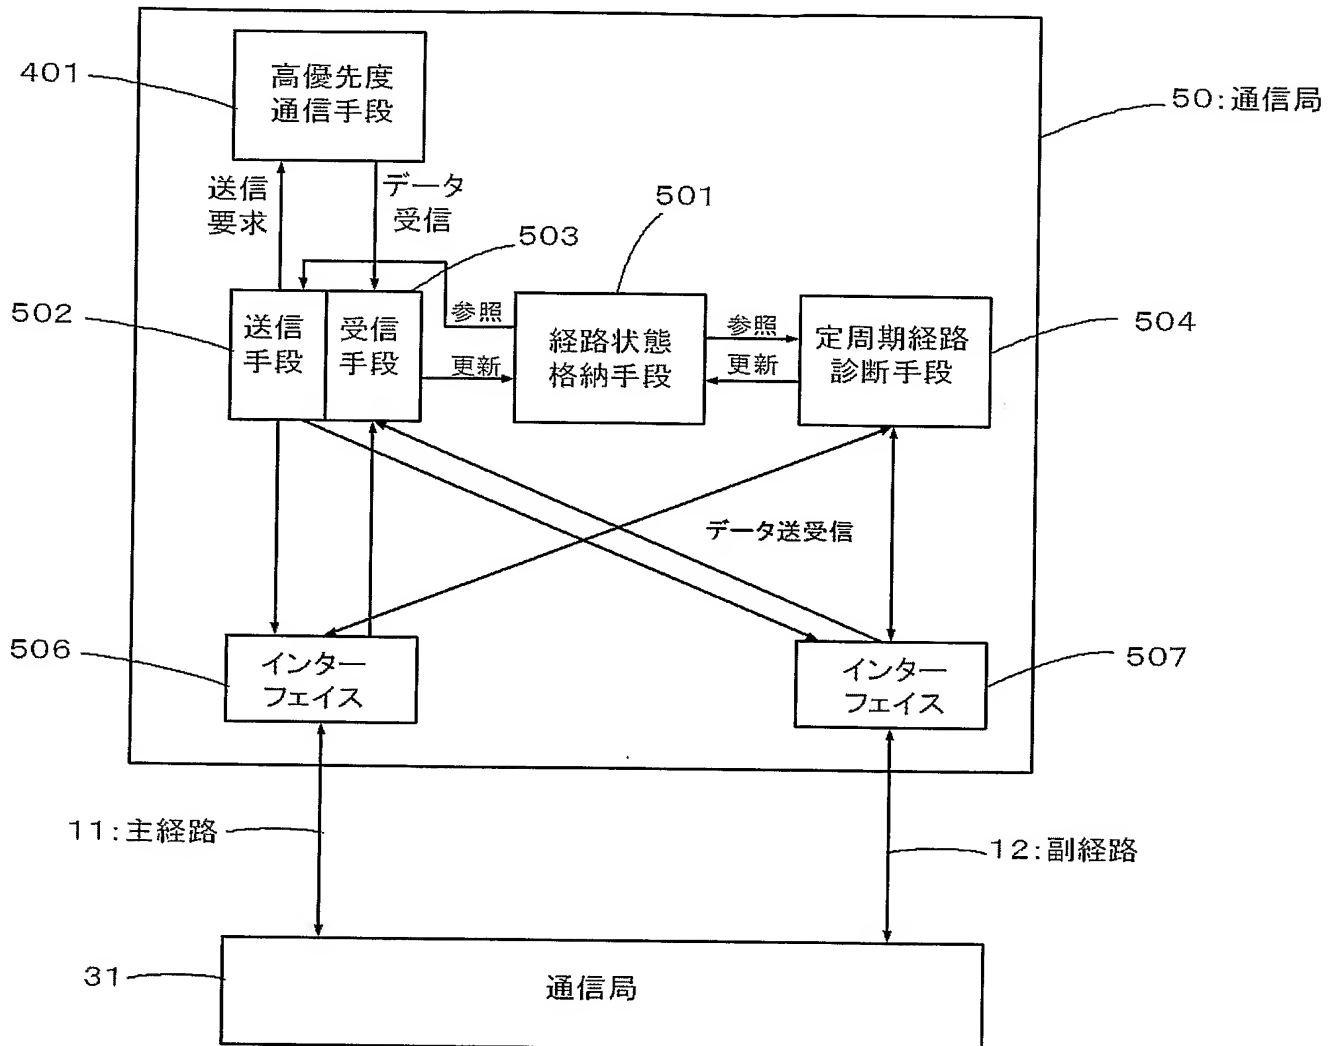 401
高優先度
通信手段
50:通信局
送信
要求
データ
受信
501
503
502
送信
手段
受信
手段
参照
更新
経路状態
格納手段
参照
更新
定周期経路
診断手段
504
データ送受信
506
インター
フェイス
インター
フェイス
507
11:主経路
12:副経路
31
通信局